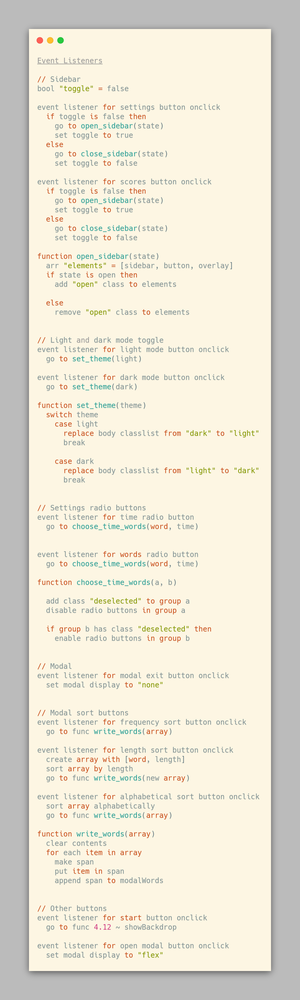 Event Listeners
// Sidebar
bool "toggle" = false
event listener for settings button onclick
  if toggle is false then
    go to open_sidebar(state)
    set toggle to true
  else
    go to close_sidebar(state)
    set toggle to false
event listener for scores button onclick
  if toggle is false then
    go to open_sidebar(state)
    set toggle to true
  else
    go to close_sidebar(state)
    set toggle to false
function open_sidebar(state)
  arr "elements" = [sidebar, button, overlay]
  if state is open then
    add "open" class to elements
  else
    remove "open" class to elements
// Light and dark mode toggle
event listener for light mode button onclick
  go to set_theme(light)
event listener for dark mode button onclick
  go to set_theme(dark)
function set_theme(theme)
  switch theme
    case light
      replace body classlist from "dark" to "light"
      break
    case dark
      replace body classlist from "light" to "dark"
      break
// Settings radio buttons
event listener for time radio button
  go to choose_time_words(word, time)
event listener for words radio button
  go to choose_time_words(word, time)
function choose_time_words(a, b)
  add class "deselected" to group a
  disable radio buttons in group a
  if group b has class "deselected" then
    enable radio buttons in group b
// Modal
event listener for modal exit button onclick
  set modal display to "none"
// Modal sort buttons
event listener for frequency sort button onclick
  go to func write_words(array)
event listener for length sort button onclick
  create array with [word, length]
  sort array by length
  go to func write_words(new array)
event listener for alphabetical sort button onclick
  sort array alphabetically
  go to func write_words(array)
function write_words(array)
  clear contents
  for each item in array
    make span
    put item in span
    append span to modalWords
// Other buttons
event listener for start button onclick
  go to func 4.12 ~ showBackdrop
event listener for open modal button onclick
  set modal display to "flex"